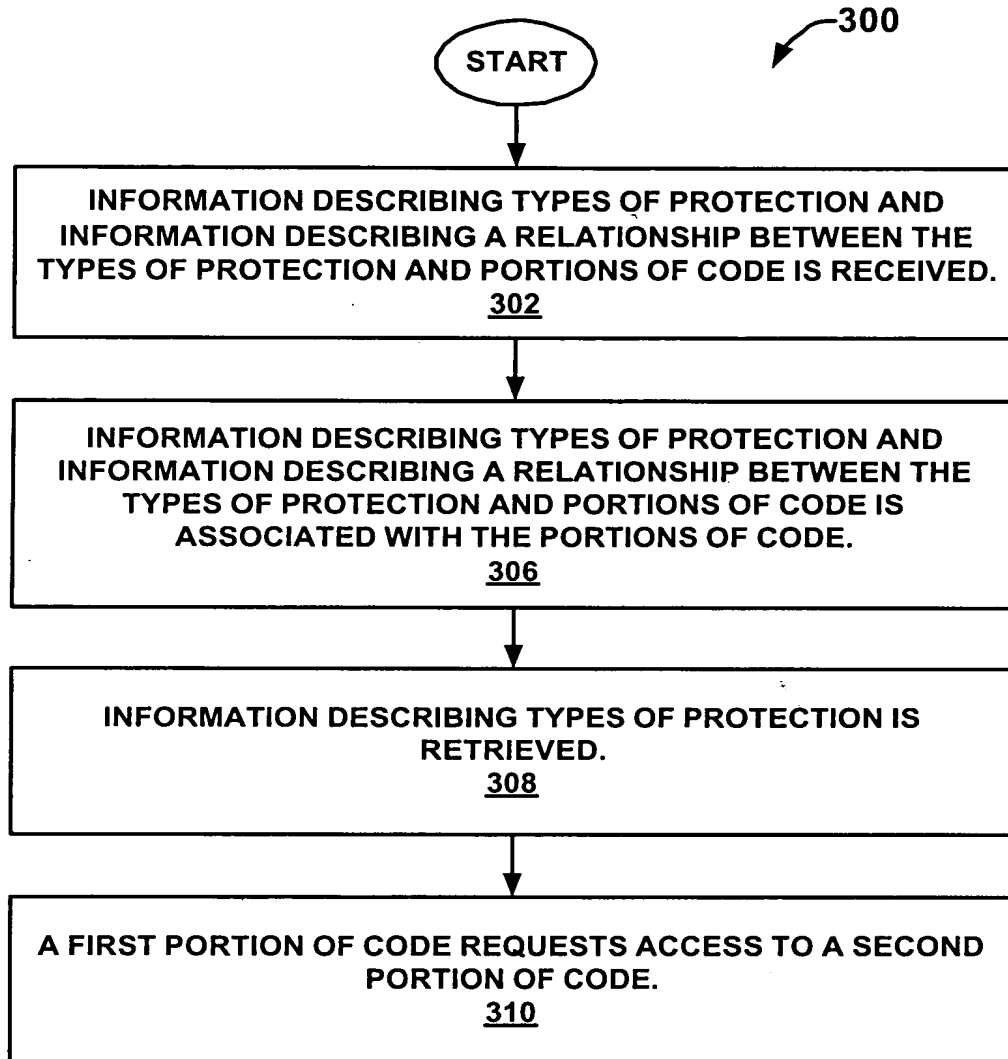 300
START
INFORMATION DESCRIBING TYPES OF PROTECTION AND
INFORMATION DESCRIBING A RELATIONSHIP BETWEEN THE
TYPES OF PROTECTION AND PORTIONS OF CODE IS RECEIVED.
302
INFORMATION DESCRIBING TYPES OF PROTECTION AND
INFORMATION DESCRIBING A RELATIONSHIP BETWEEN THE
TYPES OF PROTECTION AND PORTIONS OF CODE IS
ASSOCIATED WITH THE PORTIONS OF CODE.
306
INFORMATION DESCRIBING TYPES OF PROTECTION IS
RETRIEVED.
308
A FIRST PORTION OF CODE REQUESTS ACCESS TO A SECOND
PORTION OF CODE.
310